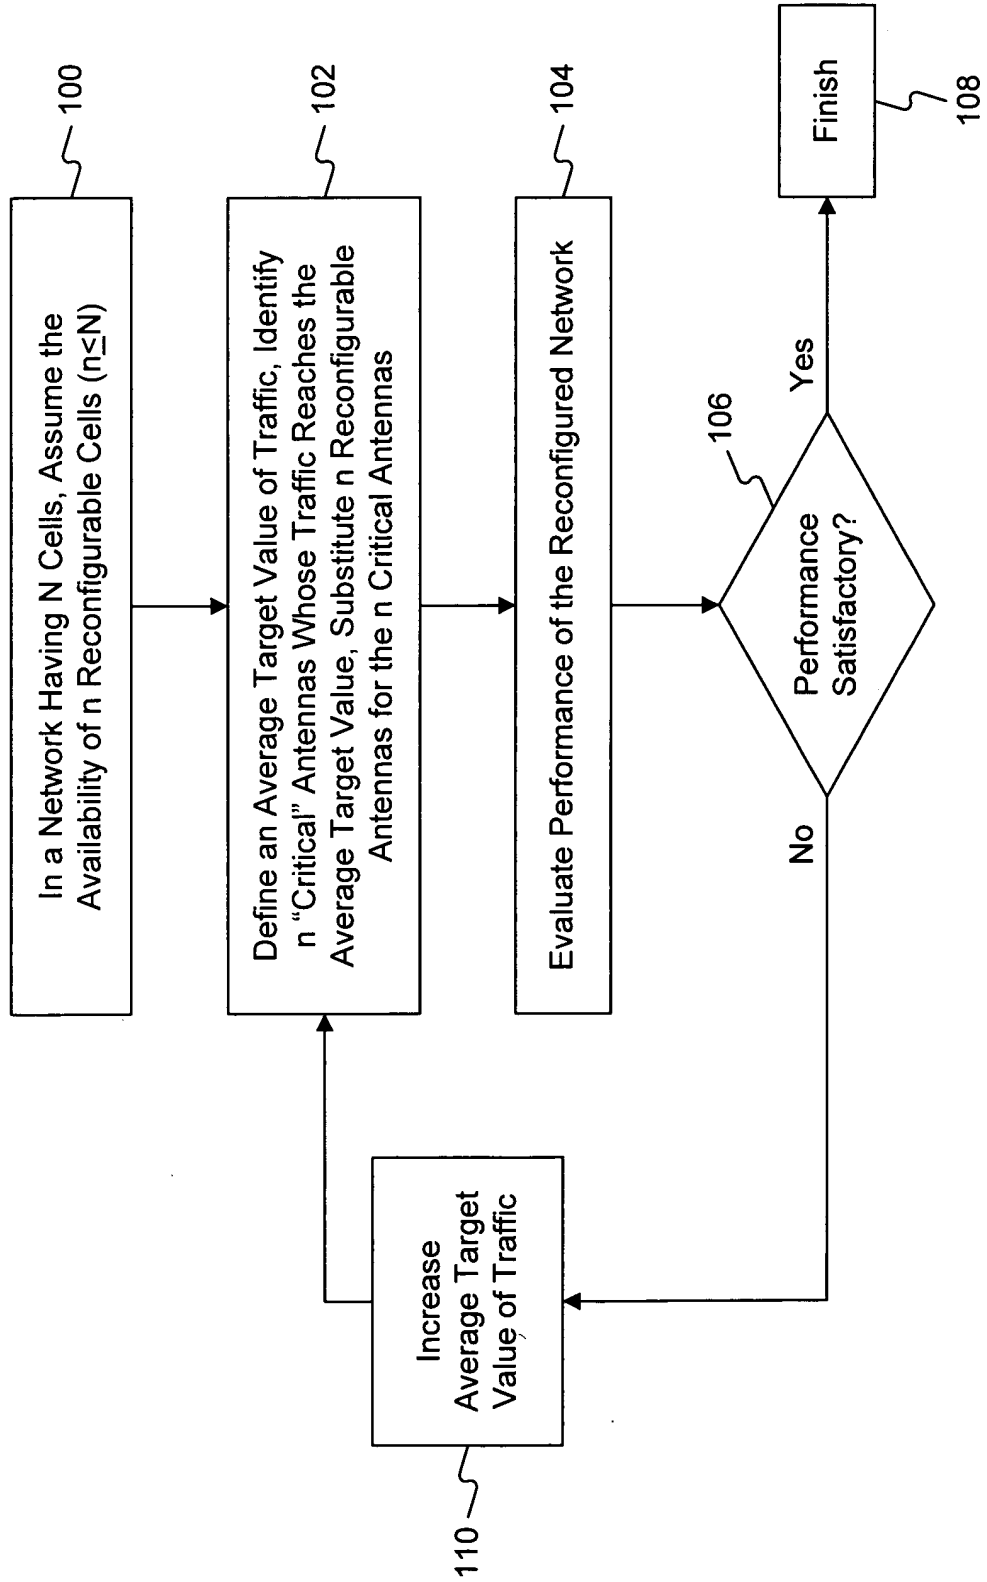 In a Network Having N Cells, Assume the
Availability of n Reconfigurable Cells (n≤N)
100
Define an Average Target Value of Traffic, Identify
n “Critical” Antennas Whose Traffic Reaches the
Average Target Value, Substitute n Reconfigurable
Antennas for the n Critical Antennas
102
Evaluate Performance of the Reconfigured Network
104
Performance
Satisfactory?
106
Yes
Finish
108
No
Increase
Average Target
Value of Traffic
110